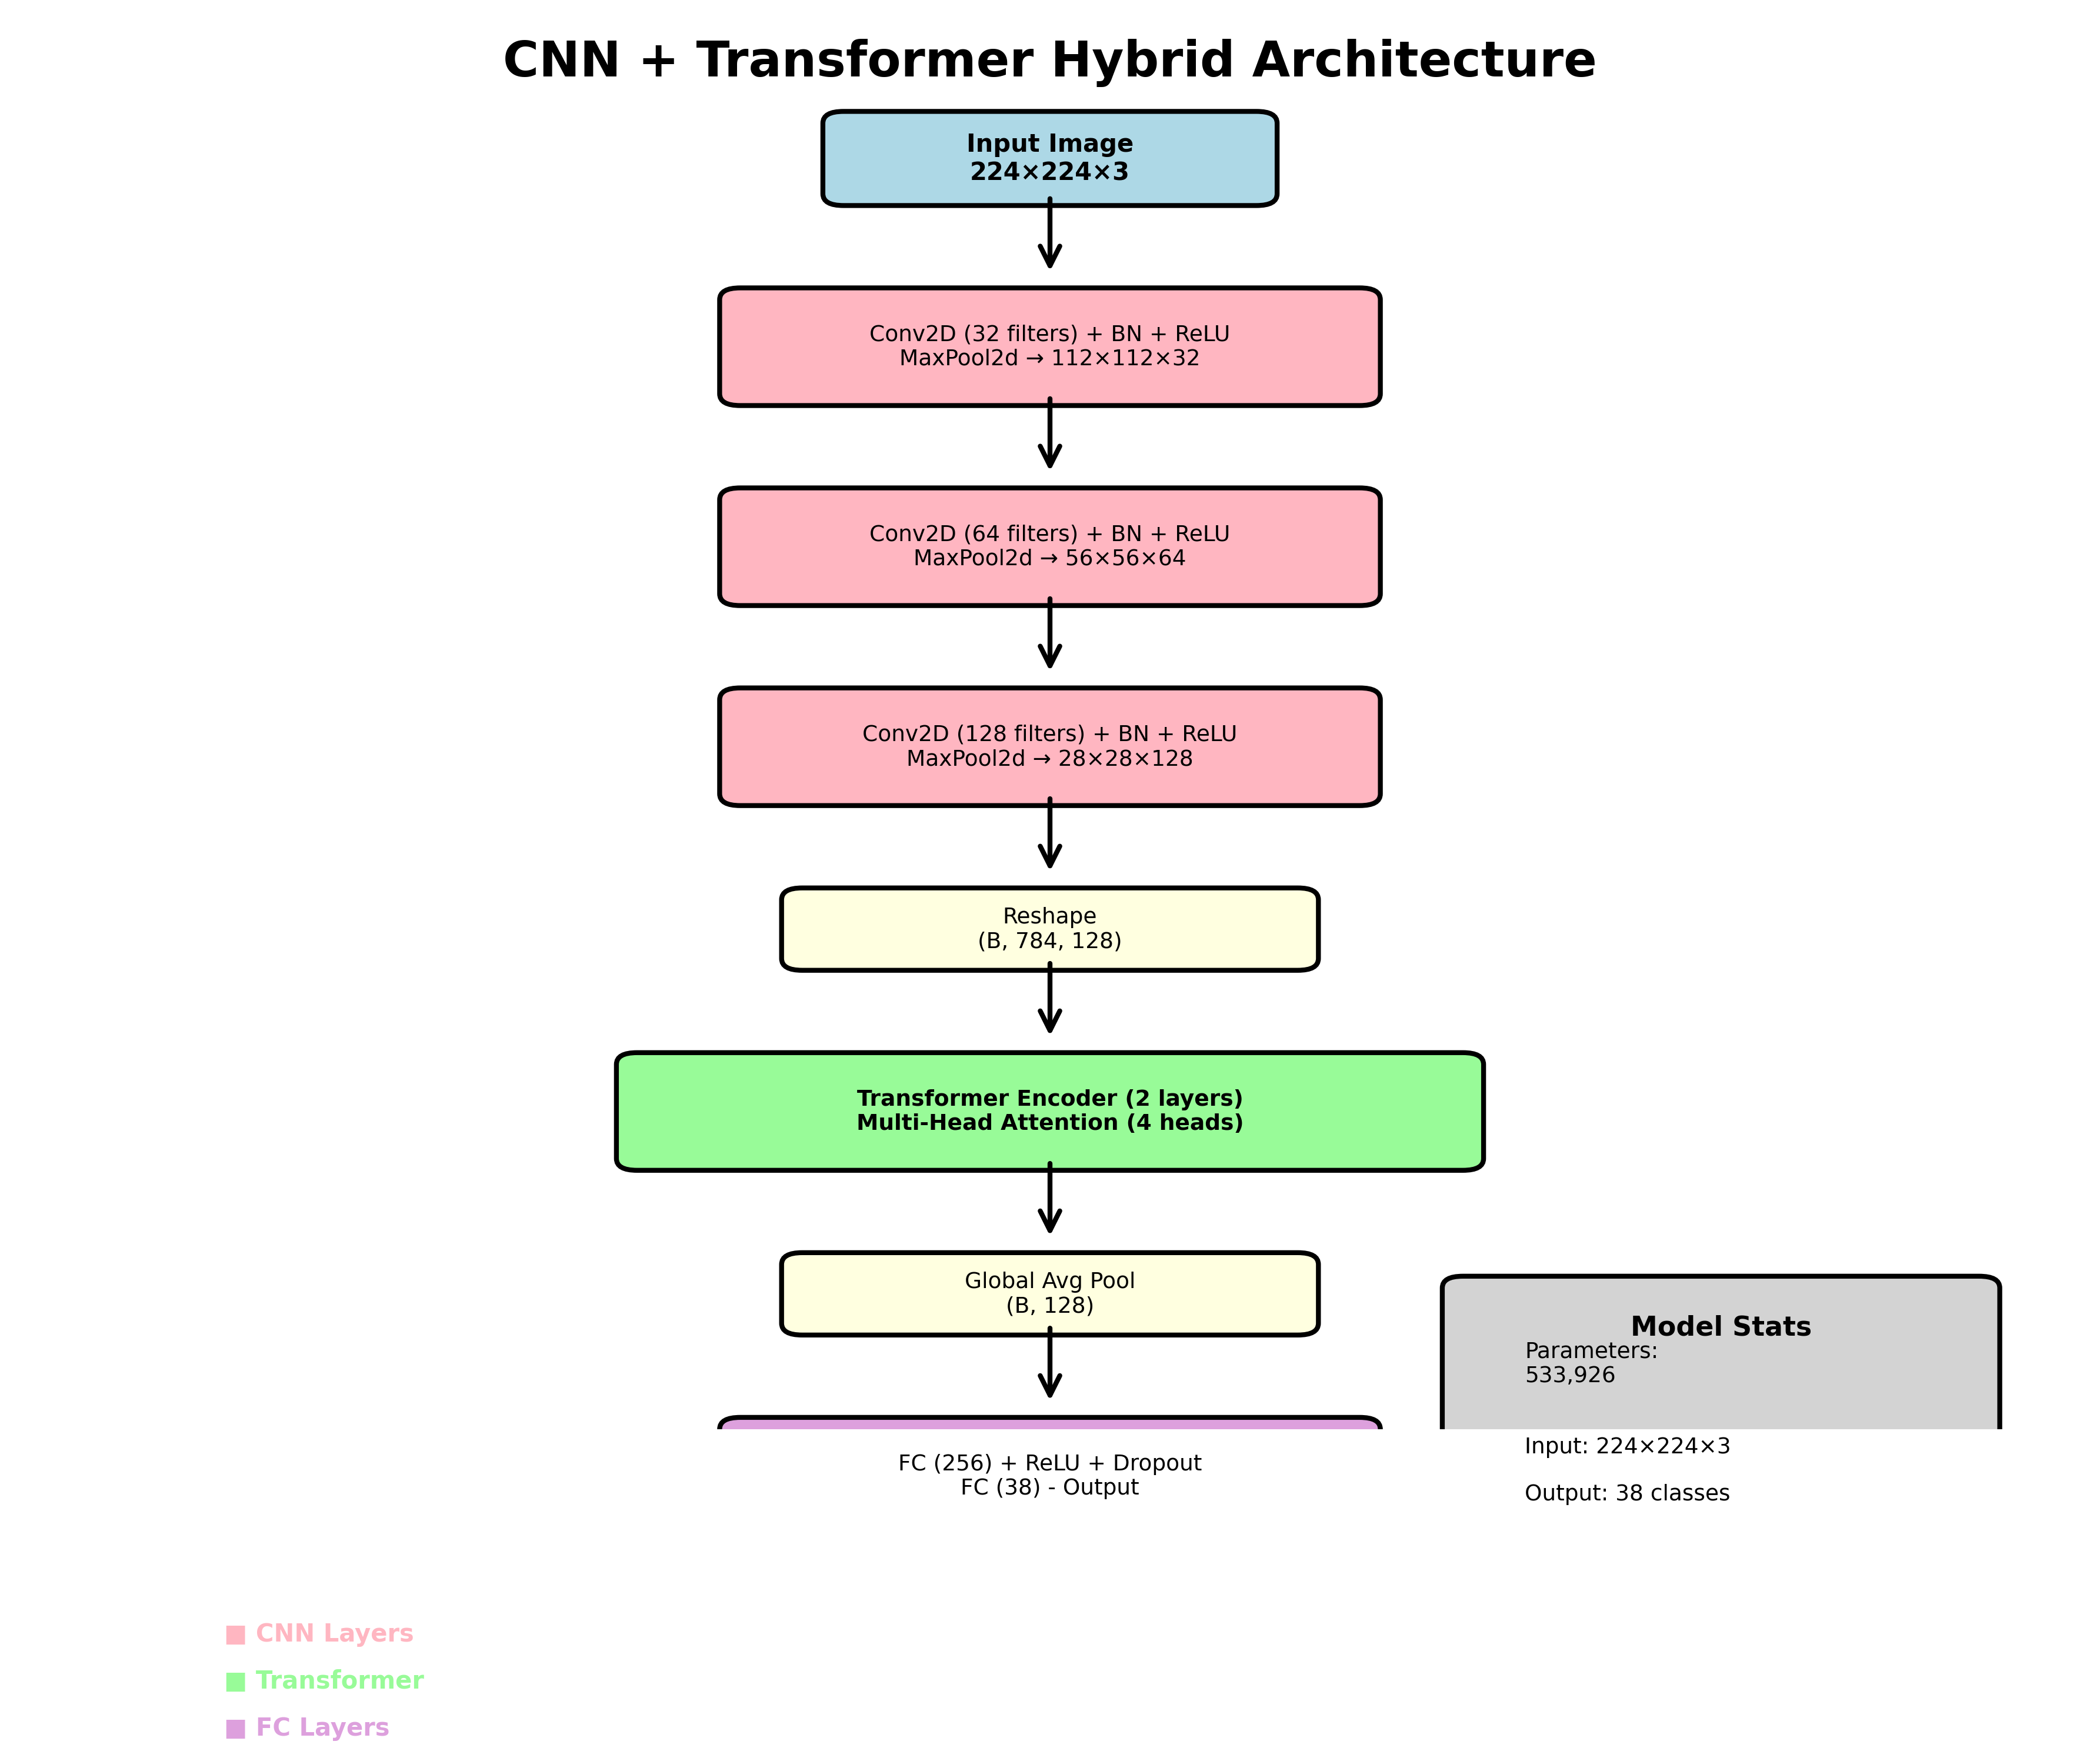 CNN + Transformer Hybrid Architecture
Input Image
224×224×3
Conv2D (32 filters) + BN + ReLU
MaxPool2d → 112×112×32
Conv2D (64 filters) + BN + ReLU
MaxPool2d → 56×56×64
Conv2D (128 filters) + BN + ReLU
MaxPool2d → 28×28×128
Reshape
(B, 784, 128)
Transformer Encoder (2 layers)
Multi-Head Attention (4 heads)
Global Avg Pool
(B, 128)
FC (256) + ReLU + Dropout
FC (38) - Output
Model Stats
Parameters:
533,926
Input: 224×224×3
Output: 38 classes
■ CNN Layers
■ Transformer
■ FC Layers